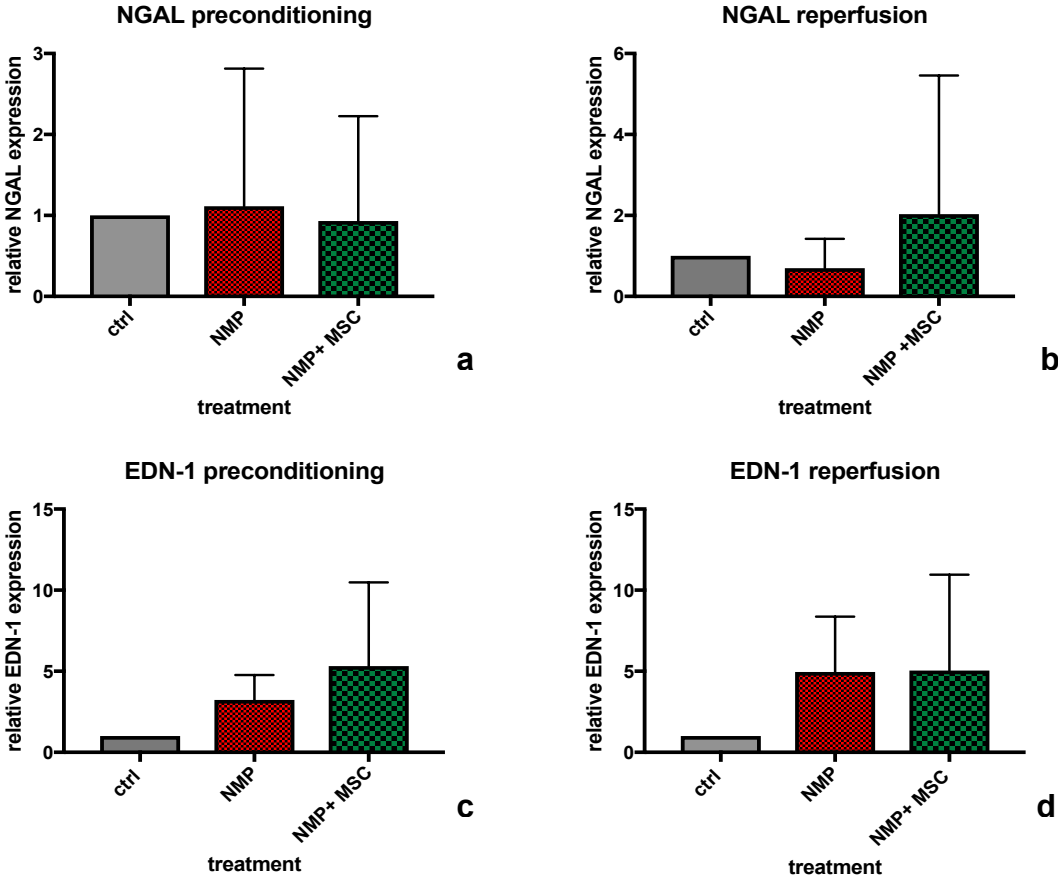 NGAL preconditioning
relative NGAL expression
3
2
1
0
ctrl
NMP
NMP+ MSC
treatment
a
NGAL reperfusion
relative NGAL expression
6
4
2
0
ctrl
NMP
NMP +MSC
treatment
b
EDN-1 preconditioning
relative EDN-1 expression
15
10
5
0
ctrl
NMP
NMP+ MSC
treatment
c
EDN-1 reperfusion
relative EDN-1 expression
15
10
5
0
ctrl
NMP
NMP+ MSC
treatment
d